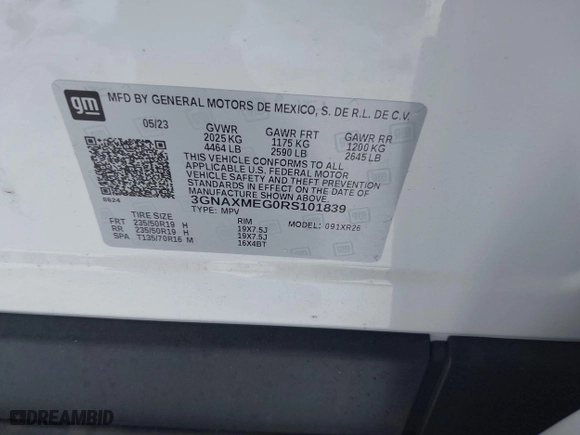 gm MFD BY GENERAL MOTORS DE MEXICO, S. DE R.L. DE C.V.
05/23 GVWR GAWR FRT GAWR RR
2025 KG 1175 KG 1200 KG
4464 LB 2590 LB 2645 LB
THIS VEHICLE CONFORMS TO ALL
APPLICABLE U.S. FEDERAL MOTOR
VEHICLE SAFETY AND THEFT PREVENTION
STANDARDS IN EFFECT ON THE DATE OF
MANUFACTURE SHOWN ABOVE.
8624 3GNAXMEG0RS101839
TYPE: MPV MODEL: 091XR26
TIRE SIZE RIM
FRT 235/50R19 H 19X7.5J
RR 235/50R19 H 19X7.5J
SPA T135/70R16 M 16X4BT
DREAMBID